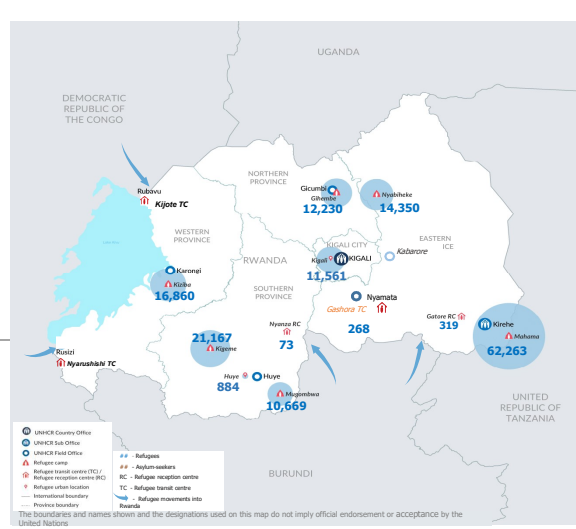 UGANDA
DEMOCRATIC
REPUBLIC OF
THE CONGO
Rubavu
Kijote TC
NORTHERN
PROVINCE
Gicumbi
Gihembe
12,230
Nyabiheke
14,350
WESTERN
PROVINCE
KIGALI CITY
EASTERN
ICE
Kabarore
Kigali
KIGALI
11,561
RWANDA
Karongi
Kiziba
16,860
SOUTHERN
PROVINCE
Nyamata
Gashora TC
268
Nyanza RC
73
Gatore RC
319
Kirehe
Mahama
62,263
21,167
Kigeme
Rusizi
Nyarushishi TC
Huye
884
Huye
Mugombwa
10,669
UNITED
REPUBLIC OF
TANZANIA
BURUNDI
UNHCR Country Office
UNHCR Sub Office
UNHCR Field Office
Refugee camp
Refugee transit centre (TC) /
Refugee reception centre (RC)
Refugee urban location
International boundary
Province boundary
## - Refugees
## - Asylum-seekers
RC - Refugee reception centre
TC - Refugee transit centre
- Refugee movements into
Rwanda
The boundaries and names shown and the designations used on this map do not imply official endorsement or acceptance by the
United Nations